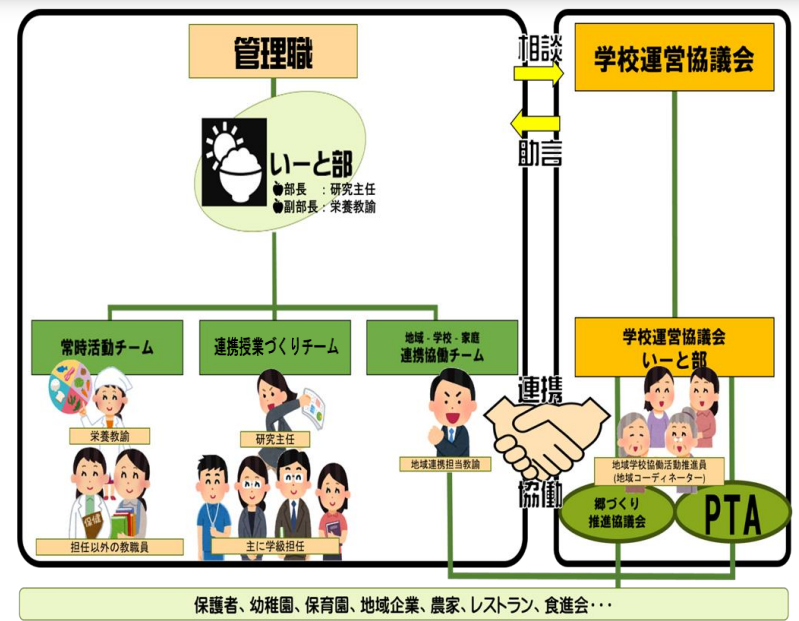 管理職
相談
助言
学校運営協議会
いーと部
部長 :研究主任
副部長:栄養教諭
常時活動チーム
連携授業づくりチーム
地域-学校-家庭
連携協働チーム
学校運営協議会
いーと部
栄養教諭
研究主任
地域連携担当教諭
連携
協働
地域学校協働活動推進員
(地域コーディネーター)
保健
担任以外の教職員
主に学級担任
郷づくり
推進協議会
PTA
保護者、幼稚園、保育園、地域企業、農家、レストラン、食進会・・・